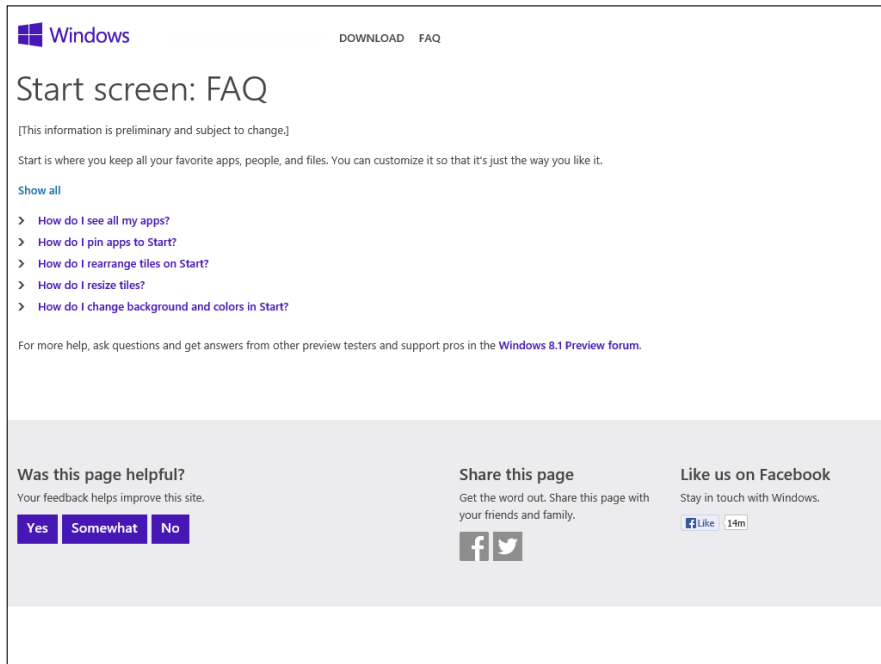 Windows
DOWNLOAD FAQ
Start screen: FAQ
[This information is preliminary and subject to change.]
Start is where you keep all your favorite apps, people, and files. You can customize it so that it's just the way you like it.
Show all
How do I see all my apps?
How do I pin apps to Start?
How do I rearrange tiles on Start?
How do I resize tiles?
How do I change background and colors in Start?
For more help, ask questions and get answers from other preview testers and support pros in the Windows 8.1 Preview forum.
Was this page helpful?
Your feedback helps improve this site.
Yes Somewhat No
Share this page
Get the word out. Share this page with
your friends and family.
Like us on Facebook
Stay in touch with Windows.
Like 14m